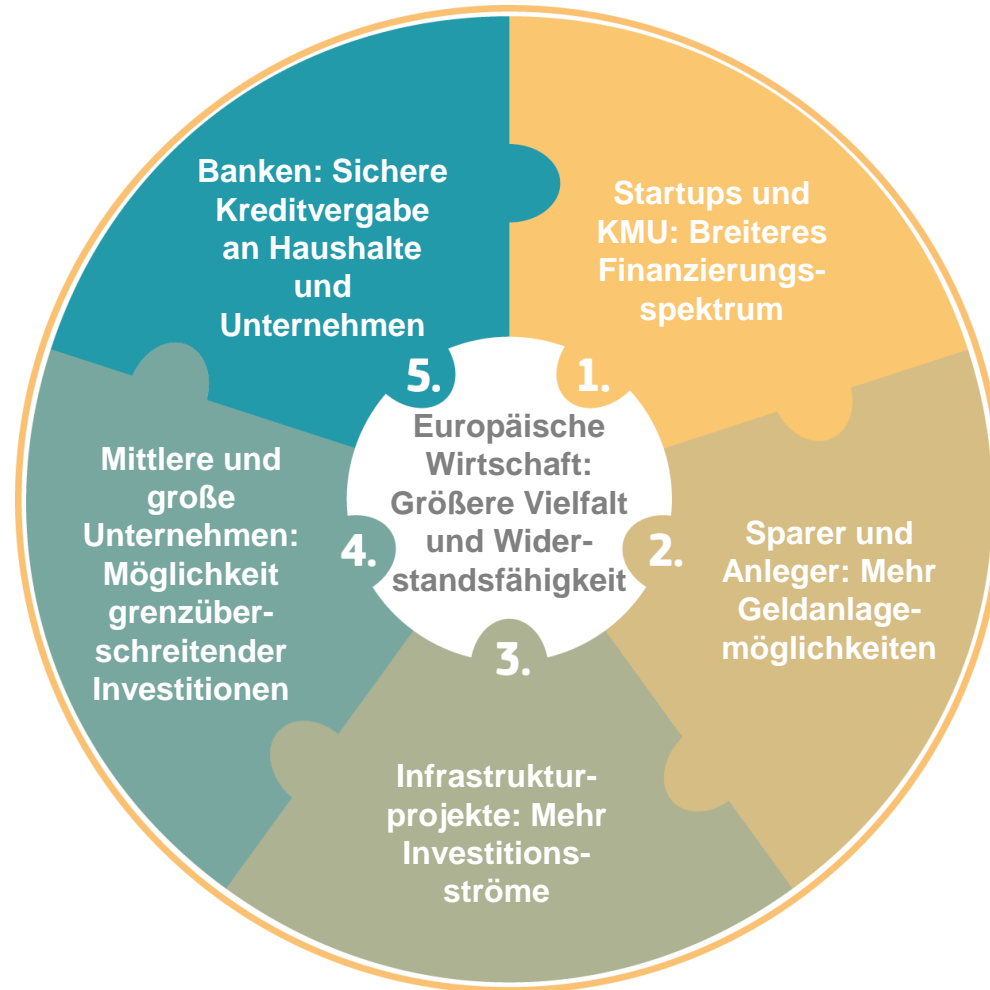 1.
Startups und
KMU: Breiteres
Finanzierungs-
spektrum
2.
Sparer und
Anleger: Mehr
Geldanlage-
möglichkeiten
3.
Infrastruktur-
projekte: Mehr
Investitions-
ströme
4.
Mittlere und
große
Unternehmen:
Möglichkeit
grenzüber-
schreitender
Investitionen
5.
Banken: Sichere
Kreditvergabe
an Haushalte
und
Unternehmen
Europäische
Wirtschaft:
Größere Vielfalt
und Wider-
standsfähigkeit